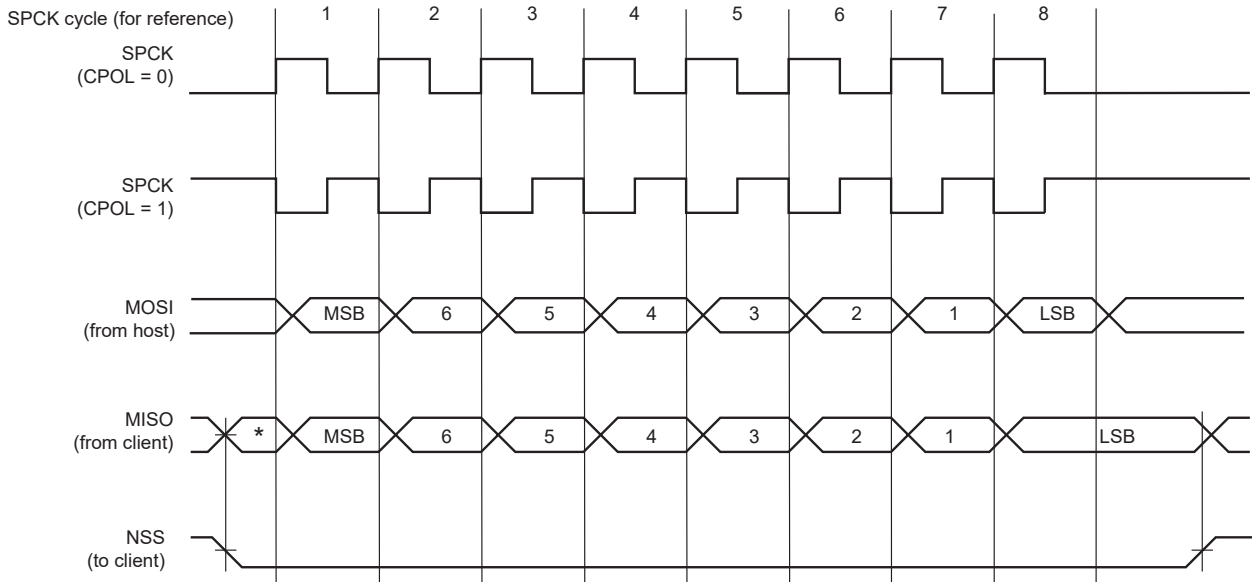 SPCK cycle (for reference) 1 2 3 4 5 6 7 8
SPCK
(CPOL = 0)
SPCK
(CPOL = 1)
MOSI
(from host)
MSB 6 5 4 3 2 1 LSB
MISO
(from client)
* MSB 6 5 4 3 2 1 LSB
NSS
(to client)